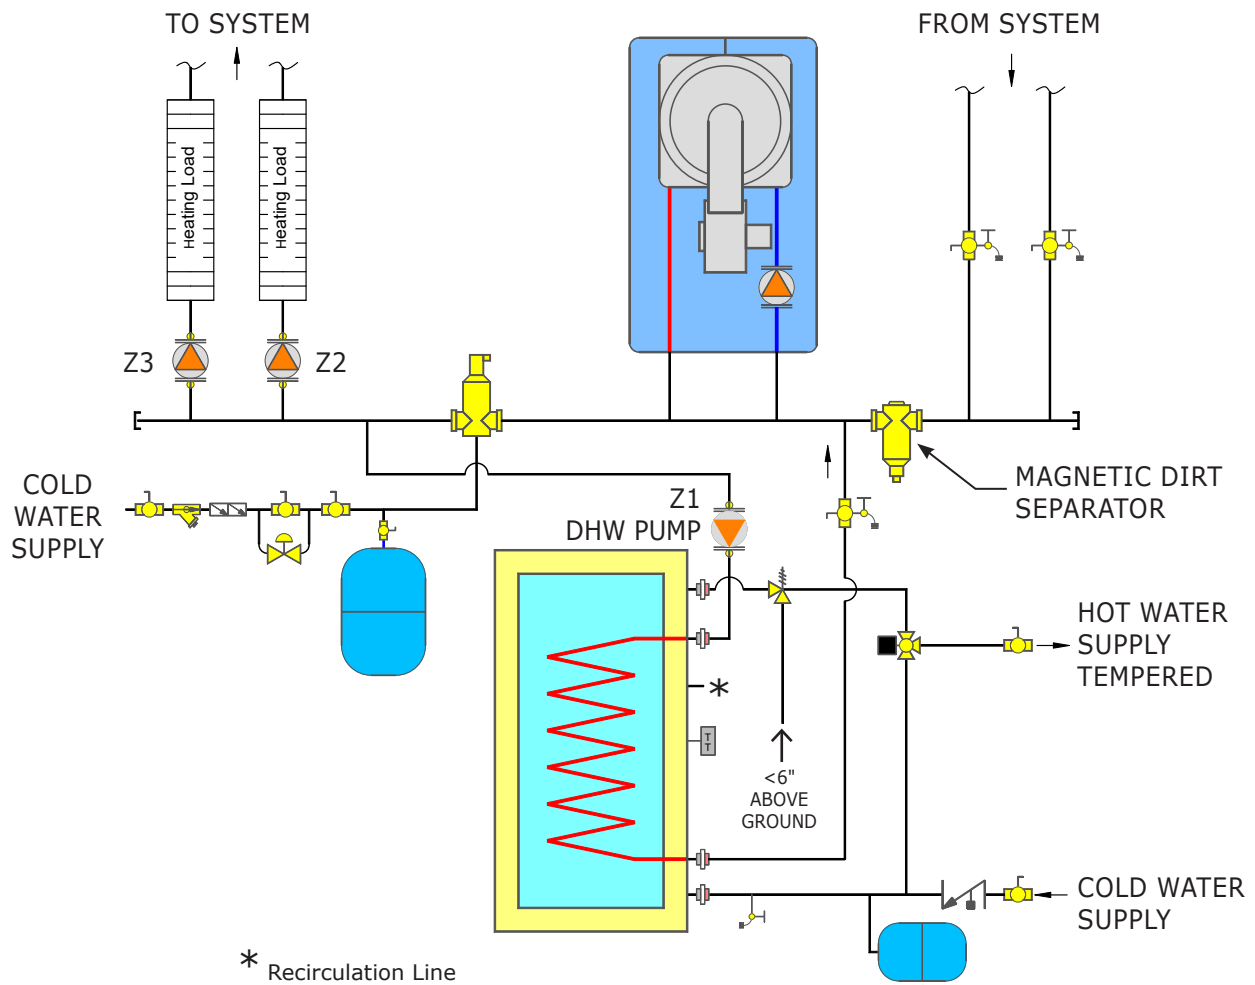 TO SYSTEM
FROM SYSTEM
Heating Load
Heating Load
Z3
Z2
COLD
WATER
SUPPLY
MAGNETIC DIRT
SEPARATOR
Z1
DHW PUMP
HOT WATER
SUPPLY
TEMPERED
*
T
T
<6"
ABOVE
GROUND
COLD WATER
SUPPLY
* Recirculation Line